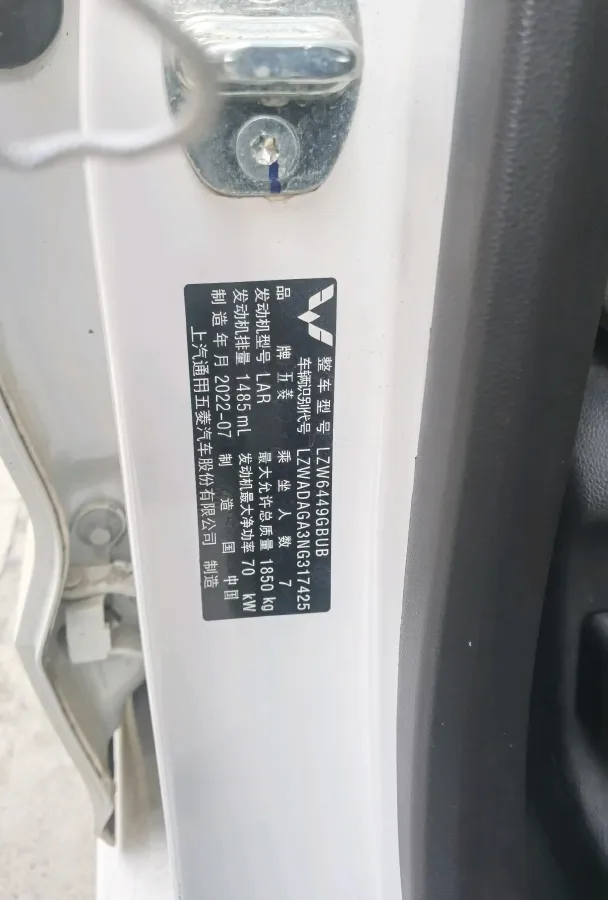 整车型号 LZW6449GBUB
车辆识别代号 LZWADAGA3NG317425
品牌 五菱 乘坐人数 7
发动机型号 LAR 最大允许总质量 1850 kg
发动机排量 1485 mL 发动机最大净功率 70 kW
制造年月 2022-07 制造国 中国
上汽通用五菱汽车股份有限公司 制造